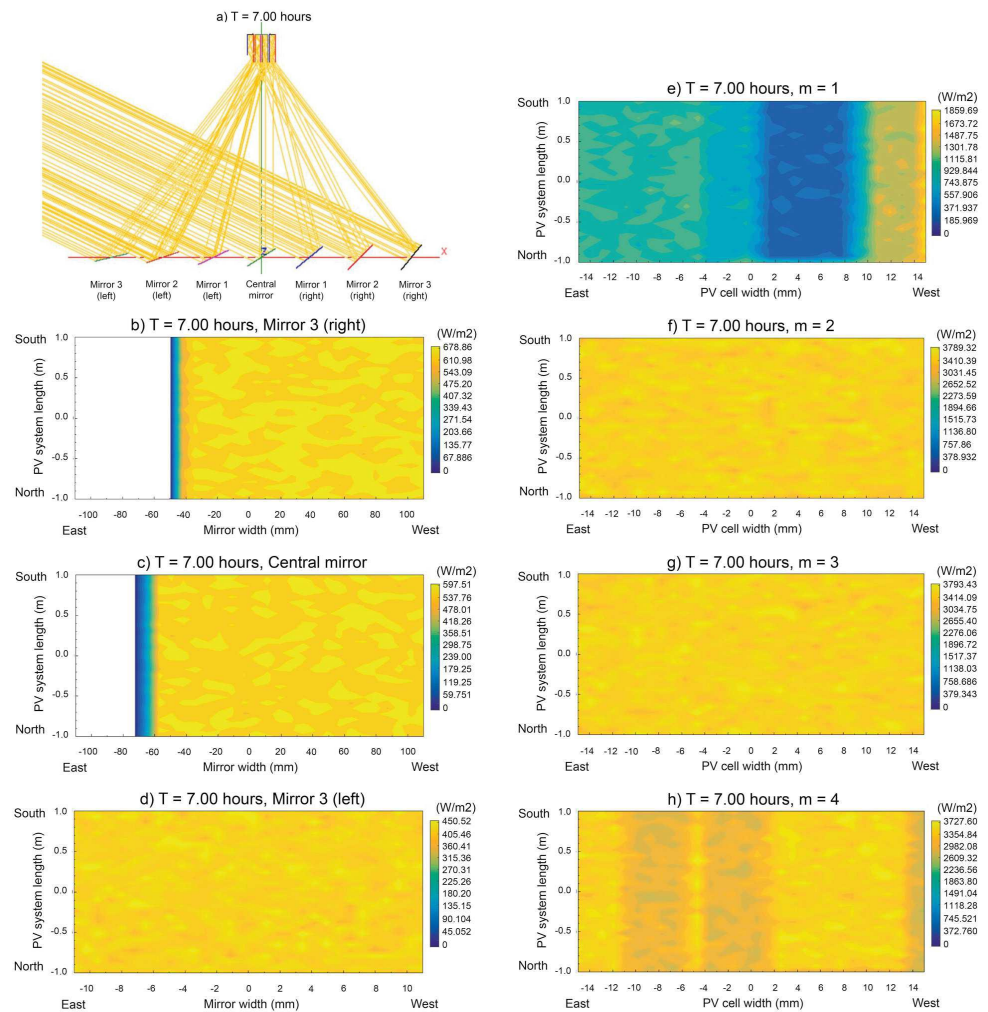 a) T = 7.00 hours
Z
X
Mirror 3 (left)
Mirror 2 (left)
Mirror 1 (left)
Central mirror
Mirror 1 (right)
Mirror 2 (right)
Mirror 3 (right)
b) T = 7.00 hours, Mirror 3 (right)
(W/m2)
678.86
610.98
543.09
475.20
407.32
339.43
271.54
203.66
135.77
67.886
0
South
North
PV system length (m)
1.0
0.5
0.0
-0.5
-1.0
-100 -80 -60 -40 -20 0 20 40 60 80 100
East Mirror width (mm) West
c) T = 7.00 hours, Central mirror
(W/m2)
597.51
537.76
478.01
418.26
358.51
298.75
239.00
179.25
119.25
59.751
0
South
North
PV system length (m)
1.0
0.5
0.0
-0.5
-1.0
-100 -80 -60 -40 -20 0 20 40 60 80 100
East Mirror width (mm) West
d) T = 7.00 hours, Mirror 3 (left)
(W/m2)
450.52
405.46
360.41
315.36
270.31
225.26
180.20
135.15
90.104
45.052
0
South
North
PV system length (m)
1.0
0.5
0.0
-0.5
-1.0
-10 -8 -6 -4 -2 0 2 4 6 8 10
East Mirror width (mm) West
e) T = 7.00 hours, m = 1
(W/m2)
1859.69
1673.72
1487.75
1301.78
1115.81
929.844
743.875
557.906
371.937
185.969
0
South
North
PV system length (m)
1.0
0.5
0.0
-0.5
-1.0
-14 -12 -10 -8 -6 -4 -2 0 2 4 6 8 10 12 14
East PV cell width (mm) West
f) T = 7.00 hours, m = 2
(W/m2)
3789.32
3410.39
3031.45
2652.52
2273.59
1894.66
1515.73
1136.80
757.86
378.932
0
South
North
PV system length (m)
1.0
0.5
0.0
-0.5
-1.0
-14 -12 -10 -8 -6 -4 -2 0 2 4 6 8 10 12 14
East PV cell width (mm) West
g) T = 7.00 hours, m = 3
(W/m2)
3793.43
3414.09
3034.75
2655.40
2276.06
1896.72
1517.37
1138.03
758.686
379.343
0
South
North
PV system length (m)
1.0
0.5
0.0
-0.5
-1.0
-14 -12 -10 -8 -6 -4 -2 0 2 4 6 8 10 12 14
East PV cell width (mm) West
h) T = 7.00 hours, m = 4
(W/m2)
3727.60
3354.84
2982.08
2609.32
2236.56
1863.80
1491.04
1118.28
745.521
372.760
0
South
North
PV system length (m)
1.0
0.5
0.0
-0.5
-1.0
-14 -12 -10 -8 -6 -4 -2 0 2 4 6 8 10 12 14
East PV cell width (mm) West